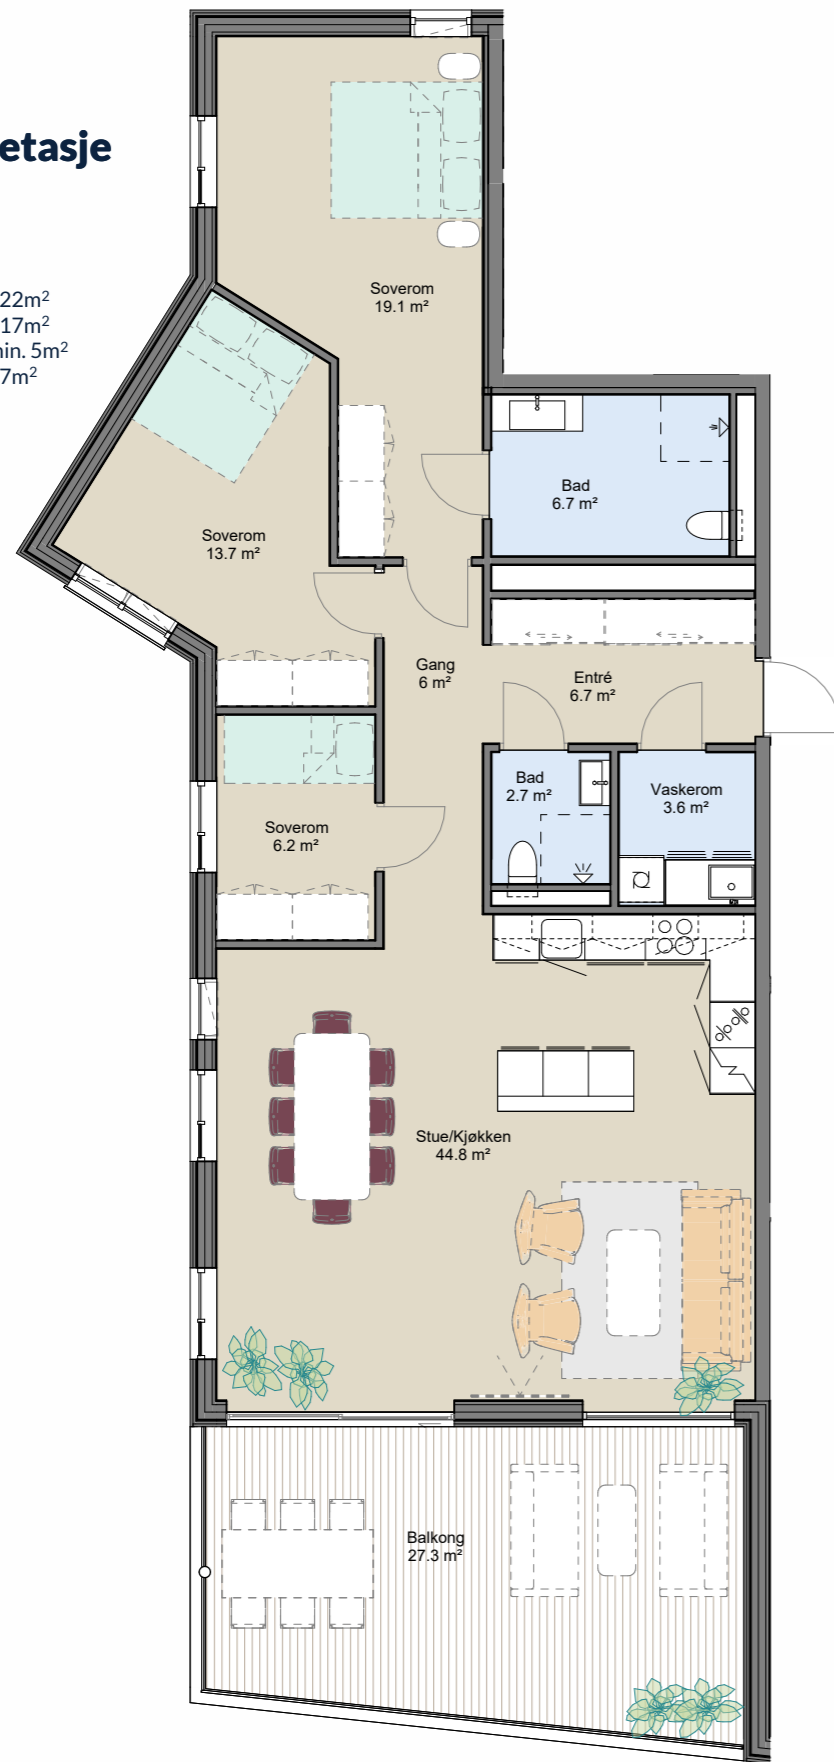 etasje
22m²
17m²
min. 5m²
7m²
Soverom
19.1 m²
Bad
6.7 m²
Soverom
13.7 m²
Gang
6 m²
Entré
6.7 m²
Bad
2.7 m²
Vaskerom
3.6 m²
Soverom
6.2 m²
Stue/Kjøkken
44.8 m²
Balkong
27.3 m²